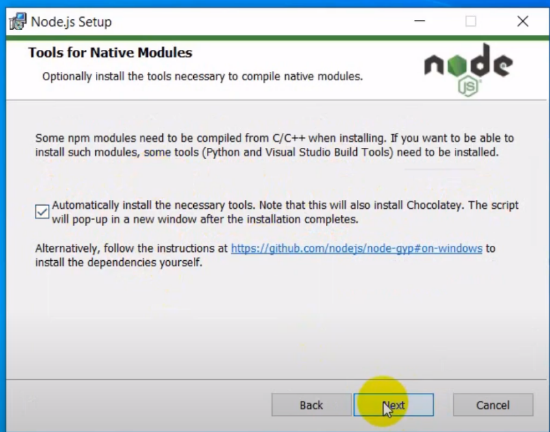 Node.js Setup
Tools for Native Modules
Optionally install the tools necessary to compile native modules.
node
JS
Some npm modules need to be compiled from C/C++ when installing. If you want to be able to
install such modules, some tools (Python and Visual Studio Build Tools) need to be installed.
Automatically install the necessary tools. Note that this will also install Chocolatey. The script
will pop-up in a new window after the installation completes.
Alternatively, follow the instructions at https://github.com/nodejs/node-gyp#on-windows to
install the dependencies yourself.
Back Next Cancel